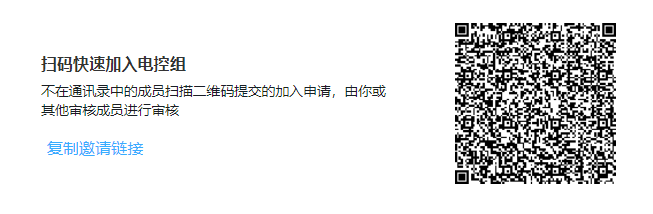 扫码快速加入电控组
不在通讯录中的成员扫描二维码提交的加入申请，由你或
其他审核成员进行审核
复制邀请链接